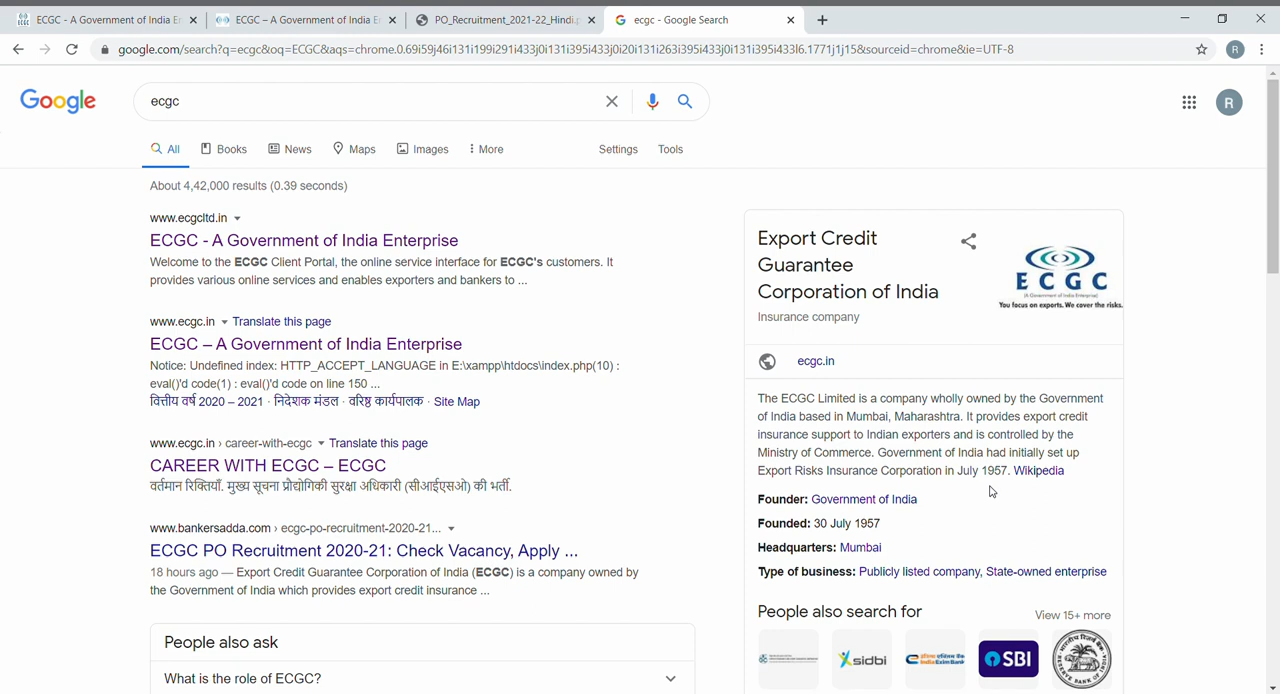 ECGC - A Government of India En
ECGC – A Government of India En
PO_Recruitment_2021-22_Hindi.p
ecgc - Google Search
google.com/search?q=ecgc&oq=ECGC&aqs=chrome.0.69i59j46i131i199i291i433j0i131i395i433j0i20i131i263i395i433j0i131i395i433l6.1771j1j15&sourceid=chrome&ie=UTF-8
R
Google
ecgc
R
All
Books
News
Maps
Images
More
Settings
Tools
About 4,42,000 results (0.39 seconds)
www.ecgcltd.in
ECGC - A Government of India Enterprise
Welcome to the ECGC Client Portal, the online service interface for ECGC's customers. It
provides various online services and enables exporters and bankers to ...
www.ecgc.in Translate this page
ECGC – A Government of India Enterprise
Notice: Undefined index: HTTP_ACCEPT_LANGUAGE in E:\xampp\htdocs\index.php(10) :
eval()'d code(1) : eval()'d code on line 150 ...
वित्तीय वर्ष 2020 – 2021 · निदेशक मंडल · वरिष्ठ कार्यपालक · Site Map
www.ecgc.in › career-with-ecgc Translate this page
CAREER WITH ECGC – ECGC
वर्तमान रिक्तियाँ. मुख्य सूचना प्रौद्योगिकी सुरक्षा अधिकारी (सीआईएसओ) की भर्ती.
www.bankersadda.com › ecgc-po-recruitment-2020-21...
ECGC PO Recruitment 2020-21: Check Vacancy, Apply ...
18 hours ago — Export Credit Guarantee Corporation of India (ECGC) is a company owned by
the Government of India which provides export credit insurance ...
People also ask
What is the role of ECGC?
Export Credit
Guarantee
Corporation of India
Insurance company
ECGC
(A Government of India Enterprise)
You focus on exports. We cover the risks.
ecgc.in
The ECGC Limited is a company wholly owned by the Government
of India based in Mumbai, Maharashtra. It provides export credit
insurance support to Indian exporters and is controlled by the
Ministry of Commerce. Government of India had initially set up
Export Risks Insurance Corporation in July 1957. Wikipedia
Founder: Government of India
Founded: 30 July 1957
Headquarters: Mumbai
Type of business: Publicly listed company, State-owned enterprise
People also search for
View 15+ more
sidbi
India Exim Bank
SBI